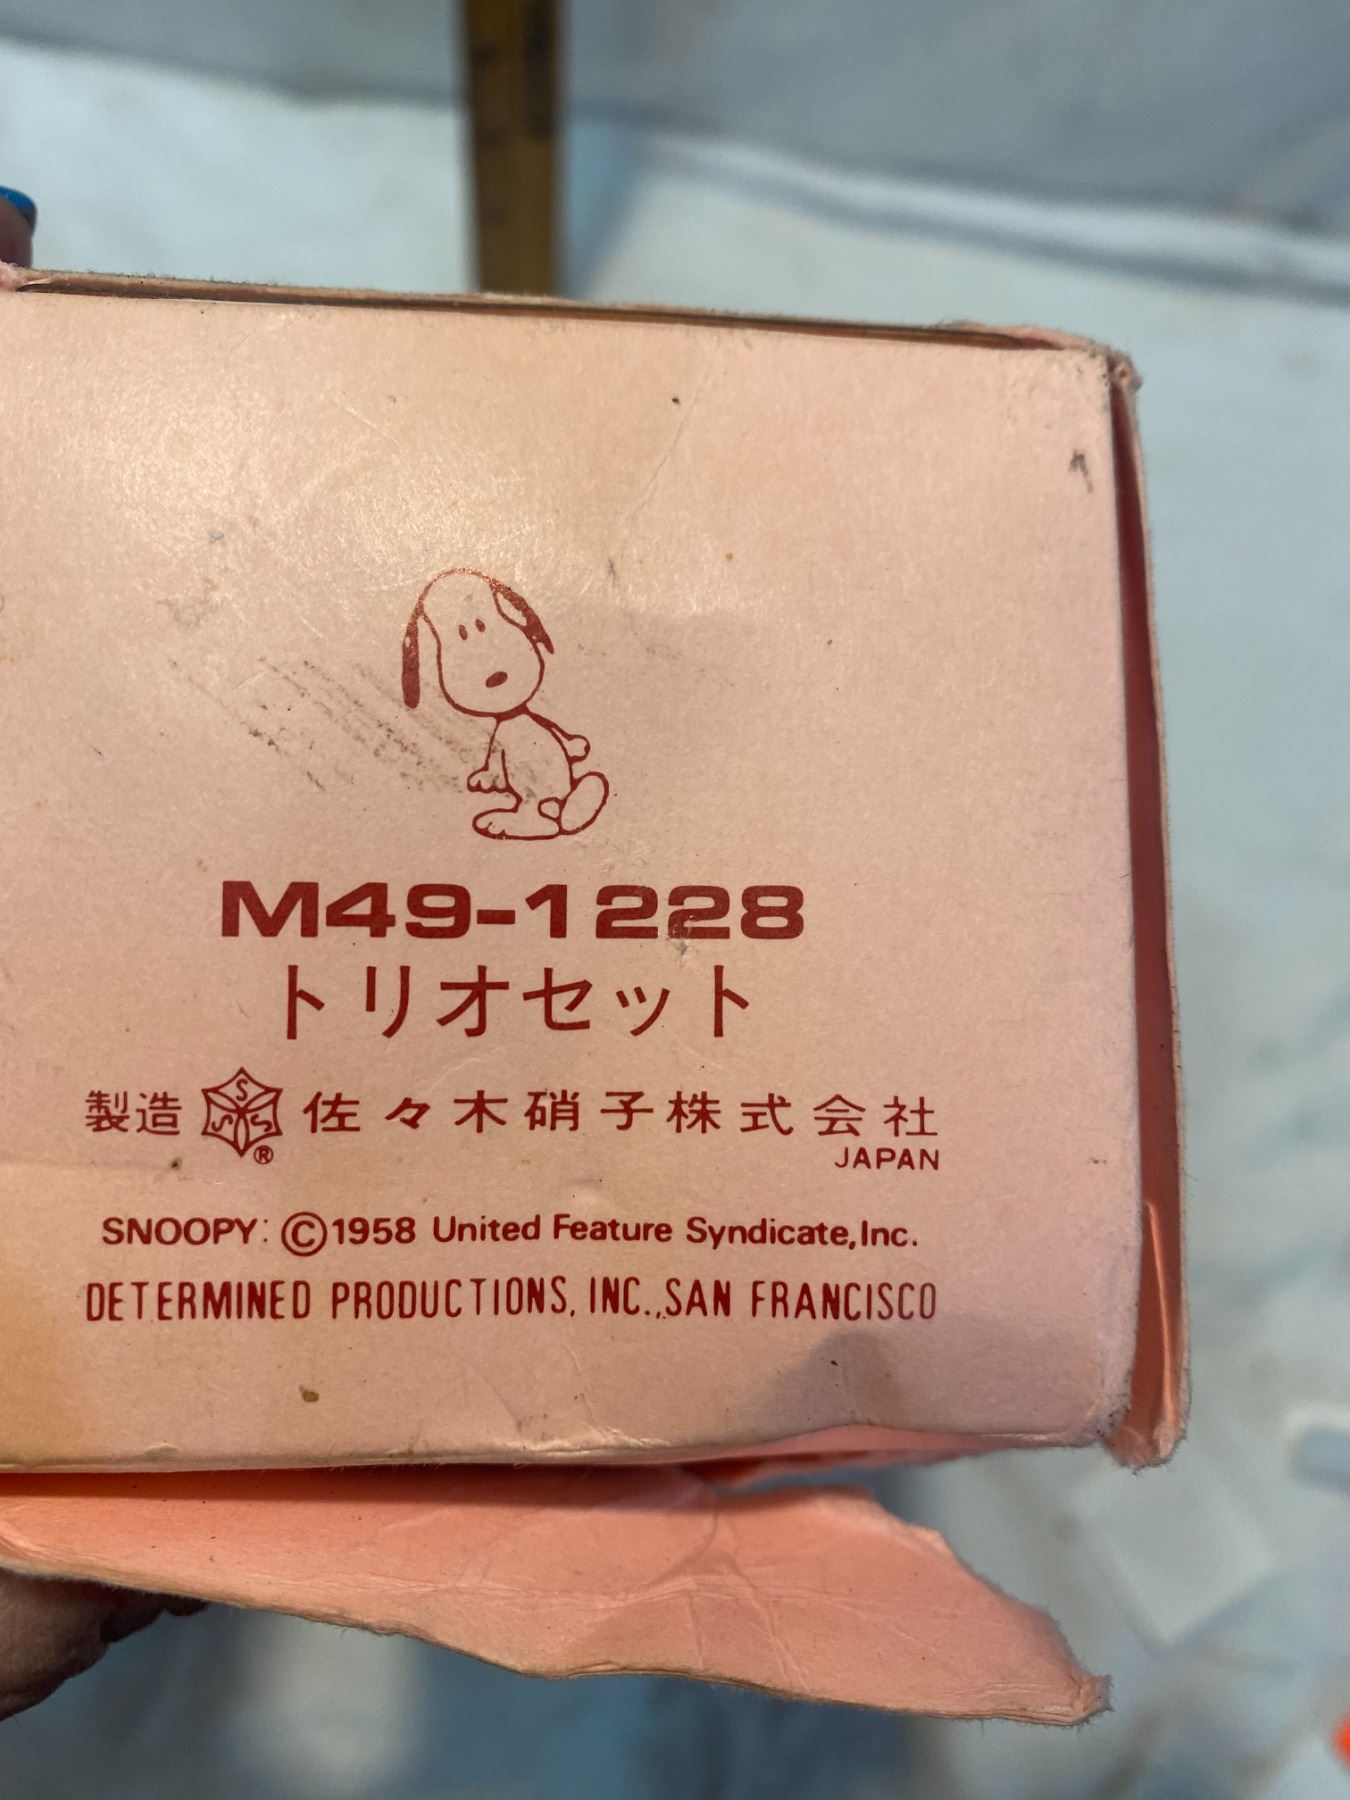 M49-1228
トリオセット
製造 SSS® 佐々木硝子株式会社
JAPAN
SNOOPY: ©1958 United Feature Syndicate,Inc.
DETERMINED PRODUCTIONS, INC., SAN FRANCISCO